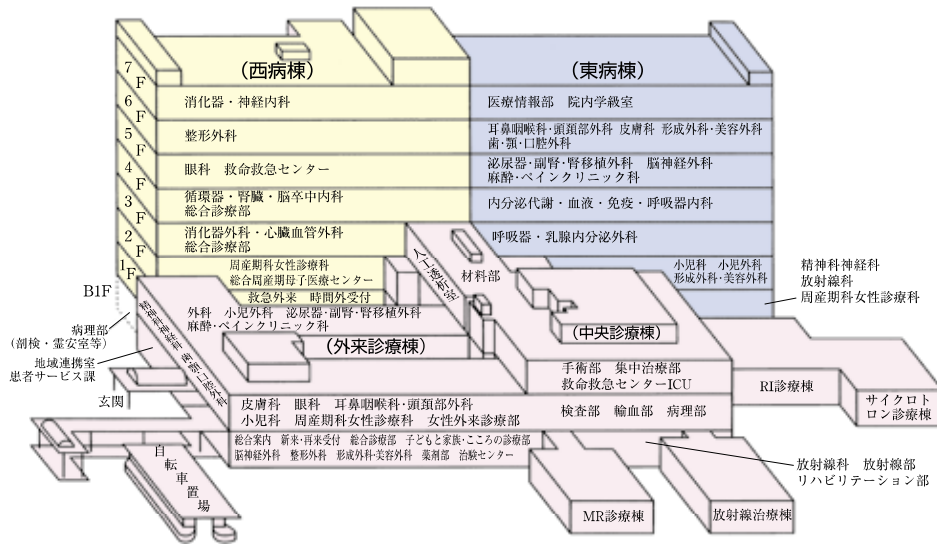 (西病棟)
(東病棟)
7F
6F
5F
4F
3F
2F
1F
B1F
消化器・神経内科
医療情報部 院内学級室
整形外科
耳鼻咽喉科・頭頚部外科 皮膚科 形成外科・美容外科
歯・顎・口腔外科
眼科 救命救急センター
泌尿器・副腎・腎移植外科 脳神経外科
麻酔・ペインクリニック科
循環器・腎臓・脳卒中内科
総合診療部
内分泌代謝・血液・免疫・呼吸器内科
消化器外科・心臓血管外科
総合診療部
呼吸器・乳腺内分泌外科
周産期科女性診療科
総合周産期母子医療センター
小児科 小児外科
形成外科・美容外科
精神科神経科
放射線科
周産期科女性診療科
救急外来 時間外受付
人工透析室
材料部
外科 小児外科 泌尿器・副腎・腎移植外科
麻酔・ペインクリニック科
(外来診療棟)
(中央診療棟)
精神科神経科 歯顎口腔外科
病理部
(剖検・霊安室等)
地域連携室
患者サービス課
玄関
手術部 集中治療部
救命救急センターICU
RI診療棟
サイクロト
ロン診療棟
皮膚科 眼科 耳鼻咽喉科・頭頚部外科
小児科 周産期科女性診療科 女性外来診療部
検査部 輸血部 病理部
総合案内 新来・再来受付 総合診療部 子どもと家族・こころの診療部
脳神経外科 整形外科 形成外科・美容外科 薬剤部 治験センター
放射線科 放射線部
リハビリテーション部
自転車置場
MR診療棟
放射線治療棟